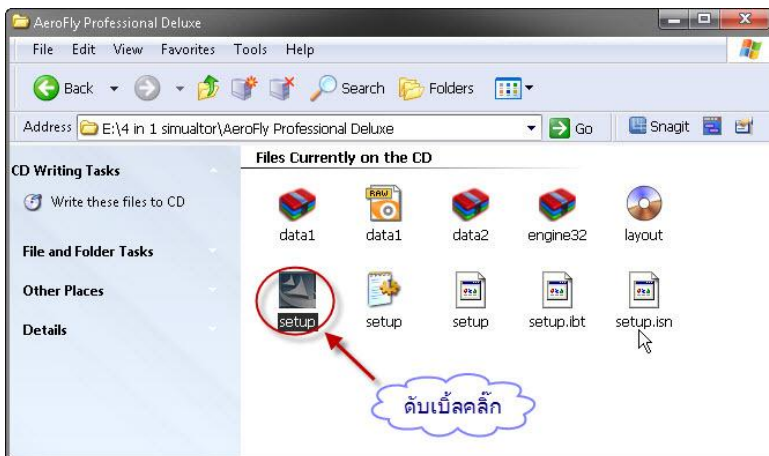 AeroFly Professional Deluxe
File Edit View Favorites Tools Help
Back Search Folders
Address E:\4 in 1 simualtor\AeroFly Professional Deluxe Go Snagit
CD Writing Tasks
Write these files to CD
File and Folder Tasks
Other Places
Details
Files Currently on the CD
data1 RAW data1 data2 engine32 layout
setup setup setup setup.ibt setup.isn
ดับเบิ้ลคลิ๊ก